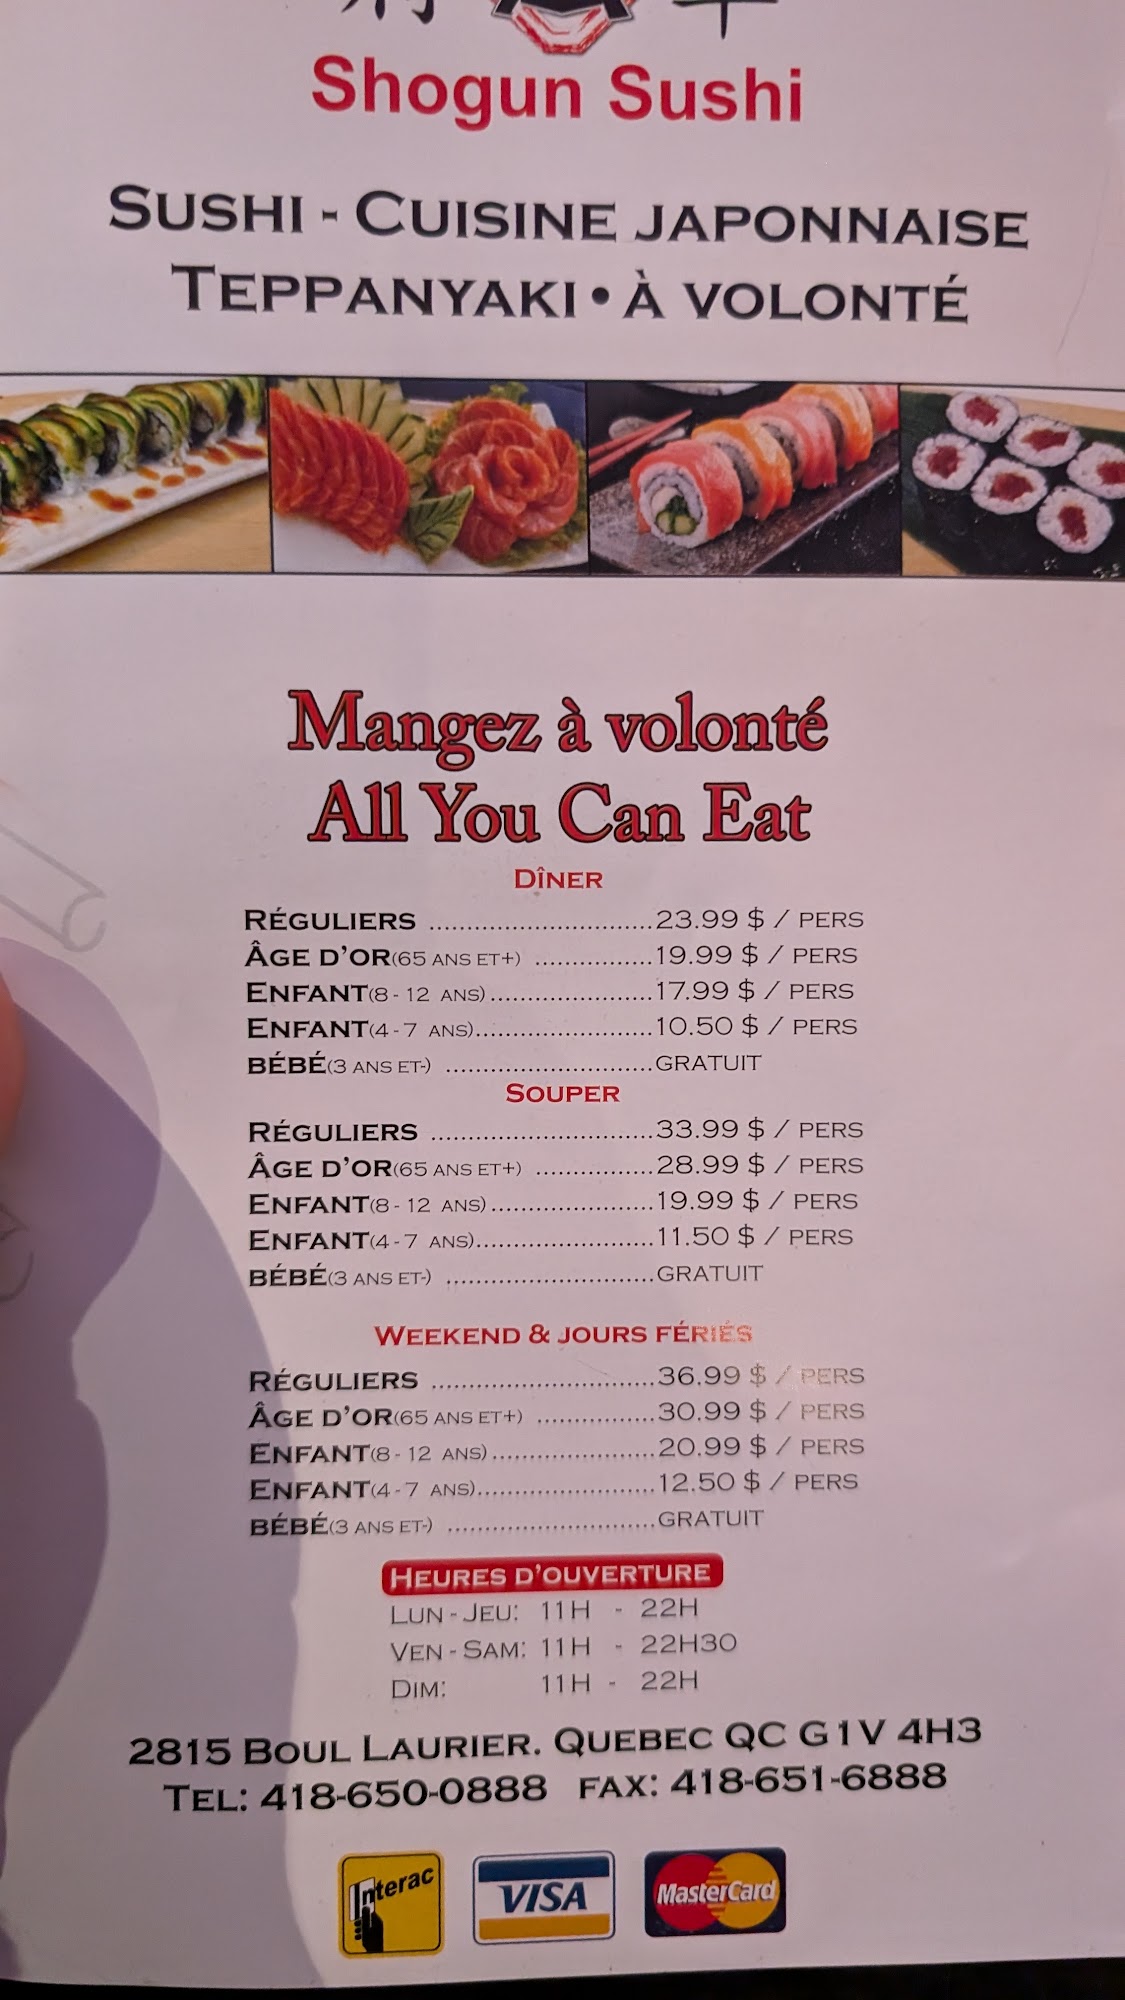 Shogun Sushi
SUSHI - CUISINE JAPONNAISE
TEPPANYAKI • À VOLONTÉ
Mangez à volonté
All You Can Eat
DÎNER
RÉGULIERS .............................23.99 $ / PERS
ÂGE D'OR(65 ANS ET+) ................19.99 $ / PERS
ENFANT(8 - 12 ANS)......................17.99 $ / PERS
ENFANT(4 - 7 ANS)........................10.50 $ / PERS
BÉBÉ(3 ANS ET-) ............................GRATUIT
SOUPER
RÉGULIERS .............................33.99 $ / PERS
ÂGE D'OR(65 ANS ET+) ................28.99 $ / PERS
ENFANT(8 - 12 ANS)......................19.99 $ / PERS
ENFANT(4 - 7 ANS)........................11.50 $ / PERS
BÉBÉ(3 ANS ET-) ............................GRATUIT
WEEKEND & JOURS FÉRIÉS
RÉGULIERS .............................36.99 $ / PERS
ÂGE D'OR(65 ANS ET+) ................30.99 $ / PERS
ENFANT(8 - 12 ANS)......................20.99 $ / PERS
ENFANT(4 - 7 ANS)........................12.50 $ / PERS
BÉBÉ(3 ANS ET-) ............................GRATUIT
HEURES D'OUVERTURE
LUN - JEU: 11H - 22H
VEN - SAM: 11H - 22H30
DIM: 11H - 22H
2815 BOUL LAURIER. QUEBEC QC G1V 4H3
TEL: 418-650-0888 FAX: 418-651-6888
Interac VISA MasterCard